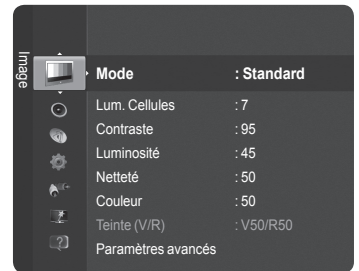 Image
Mode : Standard
Lum. Cellules : 7
Contraste : 95
Luminosité : 45
Netteté : 50
Couleur : 50
Teinte (V/R) : V50/R50
Paramètres avancés